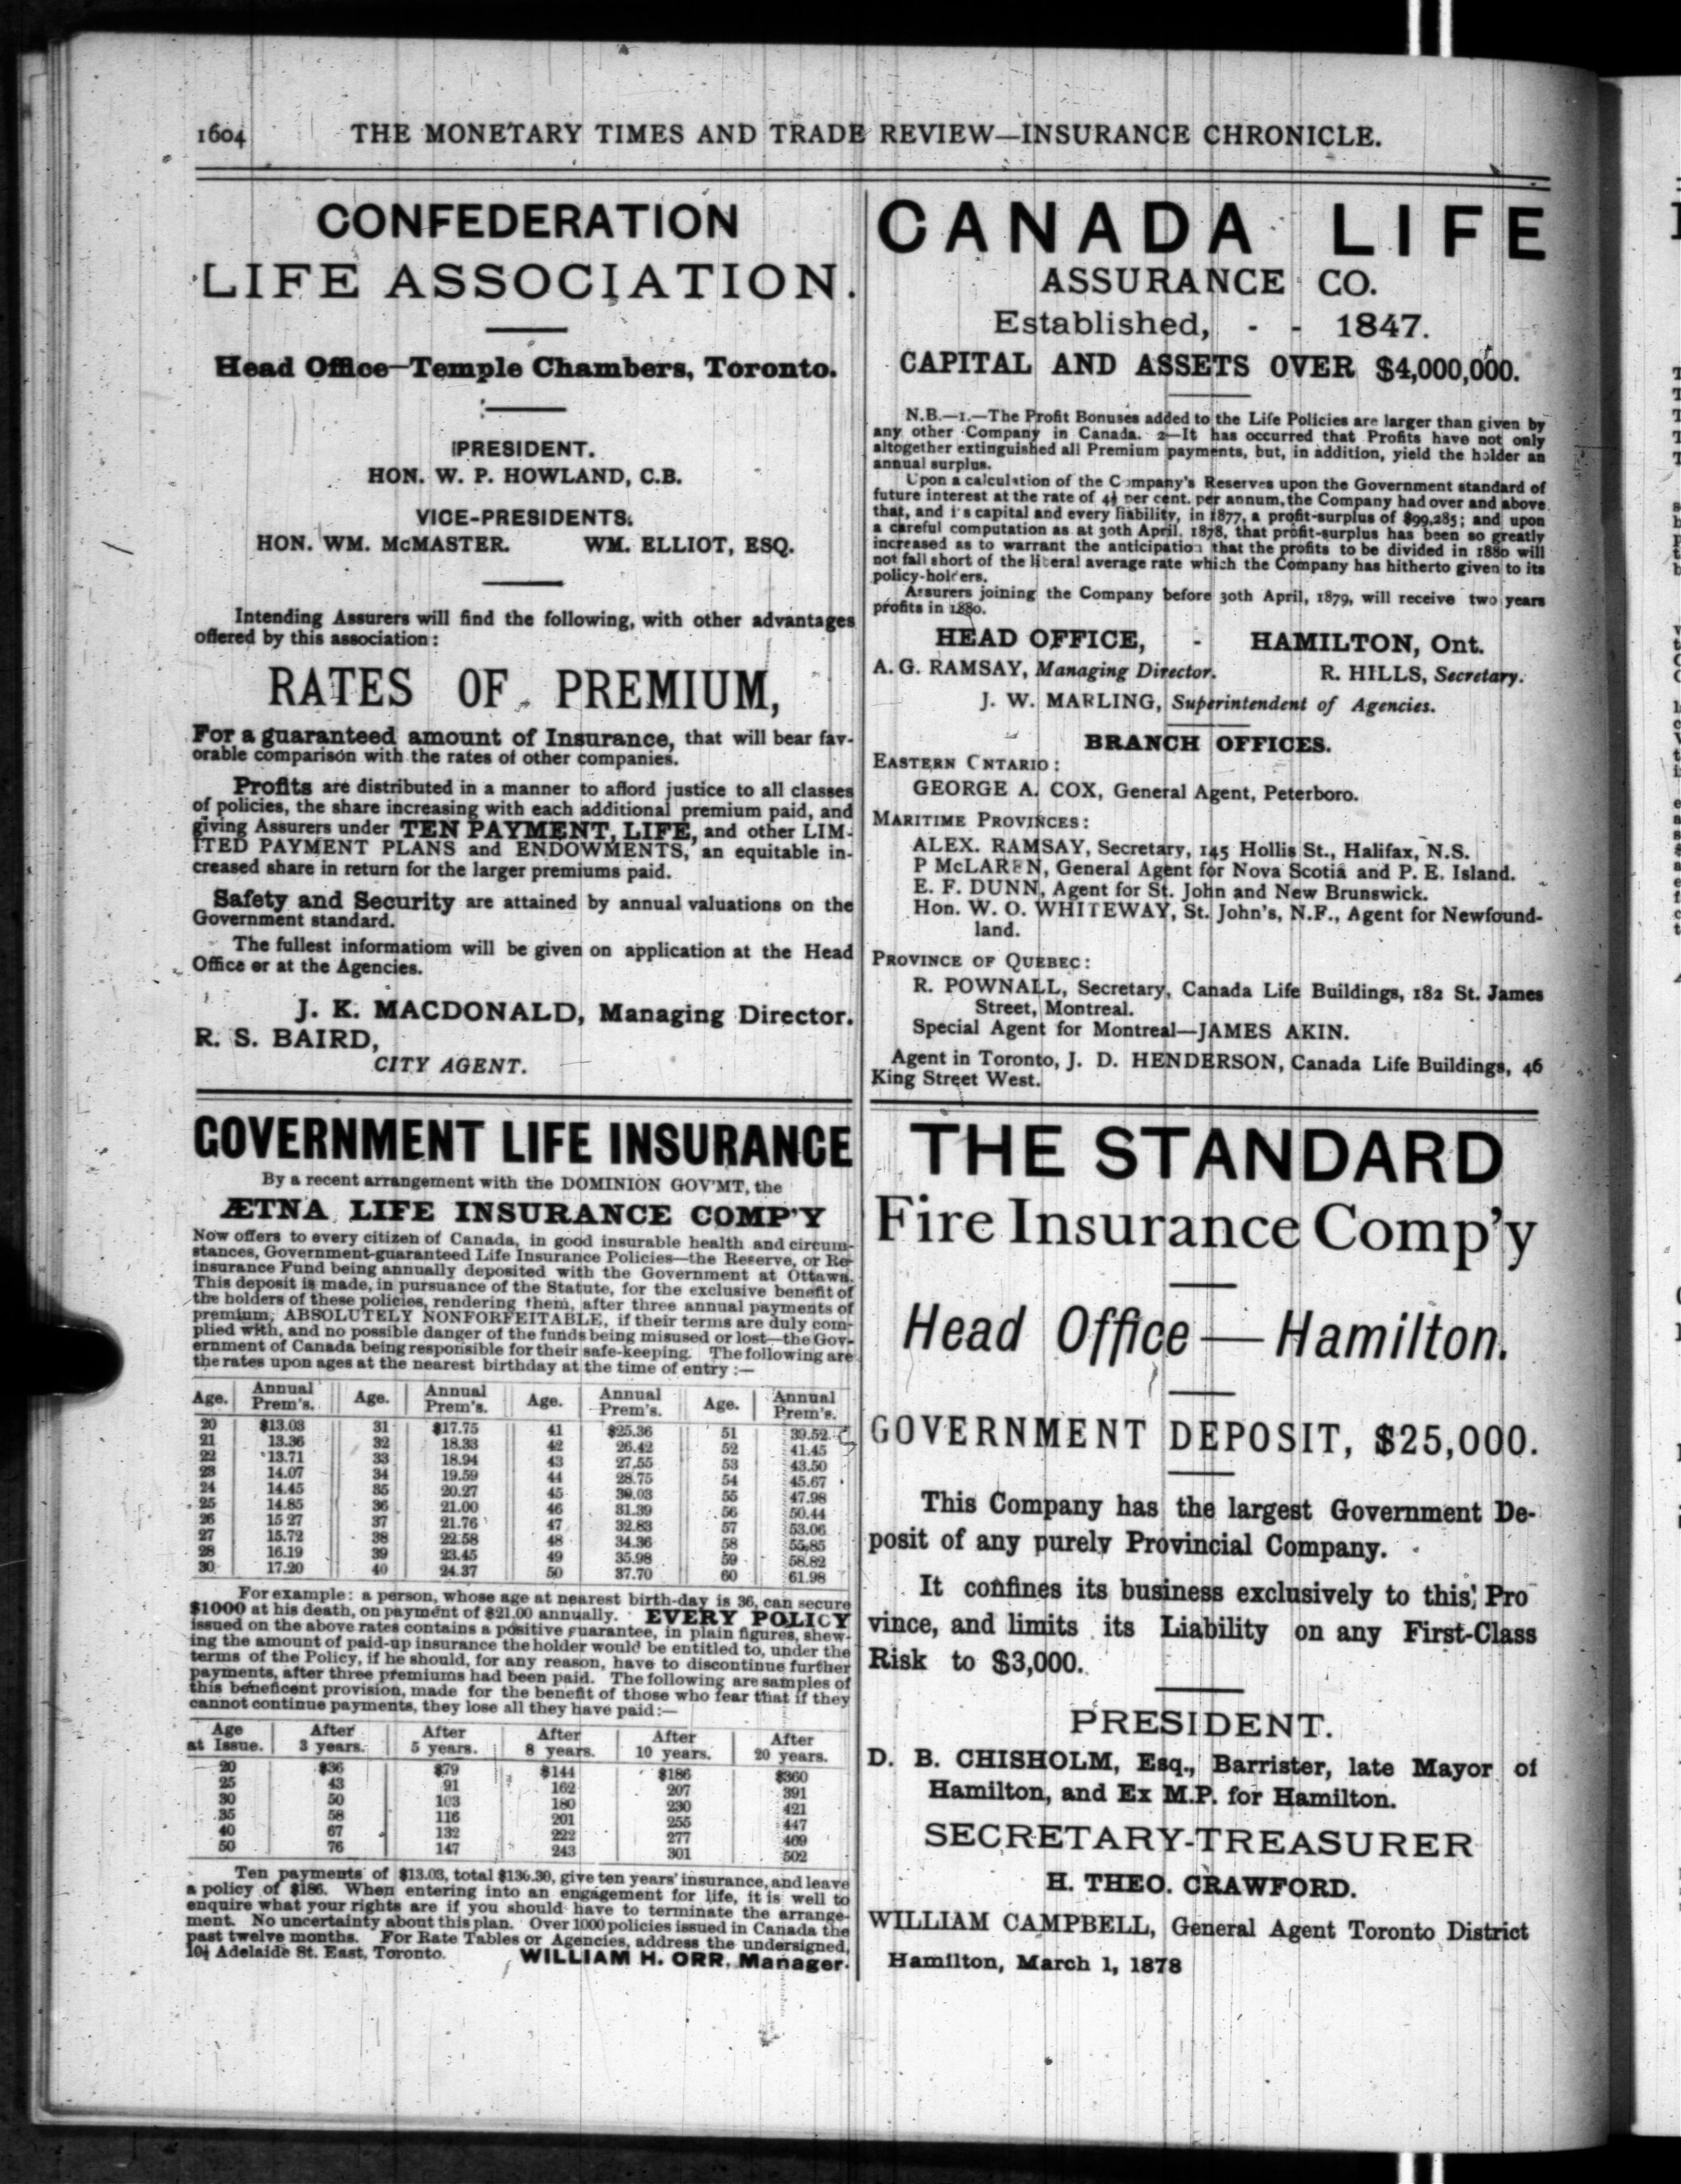 1604 THE MONETARY TIMES AND TRADE REVIEW—INSURANCE CHRONICLE.
CONFEDERATION
LIFE ASSOCIATION.
Head Office—Temple Chambers, Toronto.
PRESIDENT.
HON. W. P. HOWLAND, C.B.
VICE-PRESIDENTS.
HON. WM. McMASTER. WM. ELLIOT, ESQ.
Intending Assurers will find the following, with other advantages
offered by this association:
RATES OF PREMIUM,
For a guaranteed amount of Insurance, that will bear fav-
orable comparison with the rates of other companies.
Profits are distributed in a manner to afford justice to all classes
of policies, the share increasing with each additional premium paid, and
giving Assurers under TEN PAYMENT, LIFE, and other LIM-
ITED PAYMENT PLANS and ENDOWMENTS, an equitable in-
creased share in return for the larger premiums paid.
Safety and Security are attained by annual valuations on the
Government standard.
The fullest informatiom will be given on application at the Head
Office or at the Agencies.
J. K. MACDONALD, Managing Director.
R. S. BAIRD,
CITY AGENT.
GOVERNMENT LIFE INSURANCE
By a recent arrangement with the DOMINION GOV'MT, the
ÆTNA LIFE INSURANCE COMP'Y
Now offers to every citizen of Canada, in good insurable health and circum-
stances, Government-guaranteed Life Insurance Policies—the Reserve, or Re-
insurance Fund being annually deposited with the Government at Ottawa.
This deposit is made, in pursuance of the Statute, for the exclusive benefit of
the holders of these policies, rendering them, after three annual payments of
premium, ABSOLUTELY NONFORFEITABLE, if their terms are duly com-
plied with, and no possible danger of the funds being misused or lost—the Gov-
ernment of Canada being responsible for their safe-keeping. The following are
the rates upon ages at the nearest birthday at the time of entry:—
Age. Annual Prem's. Age. Annual Prem's. Age. Annual Prem's. Age. Annual Prem's.
20 $13.03 31 $17.75 41 $25.36 51 39.52
21 13.36 32 18.33 42 26.42 52 41.45
22 13.71 33 18.94 43 27.55 53 43.50
23 14.07 34 19.59 44 28.75 54 45.67
24 14.45 35 20.27 45 30.03 55 47.98
25 14.85 36 21.00 46 31.39 56 50.44
26 15 27 37 21.76 47 32.83 57 53.06
27 15.72 38 22.58 48 34.36 58 55.85
28 16.19 39 23.45 49 35.98 59 58.82
30 17.20 40 24.37 50 37.70 60 61.98
For example: a person, whose age at nearest birth-day is 36, can secure
$1000 at his death, on payment of $21.00 annually. EVERY POLICY
issued on the above rates contains a positive guarantee, in plain figures, shew-
ing the amount of paid-up insurance the holder would be entitled to, under the
terms of the Policy, if he should, for any reason, have to discontinue further
payments, after three premiums had been paid. The following are samples of
this beneficent provision, made for the benefit of those who fear that if they
cannot continue payments, they lose all they have paid:—
Age at Issue. After 3 years. After 5 years. After 8 years. After 10 years. After 20 years.
20 $36 $79 $144 $186 $360
25 43 91 162 207 391
30 50 103 180 230 421
35 58 116 201 255 447
40 67 132 222 277 469
50 76 147 243 301 502
Ten payments of $13.03, total $130.30, give ten years' insurance, and leave
a policy of $186. When entering into an engagement for life, it is well to
enquire what your rights are if you should have to terminate the arrange-
ment. No uncertainty about this plan. Over 1000 policies issued in Canada the
past twelve months. For Rate Tables or Agencies, address the undersigned,
10½ Adelaide St. East, Toronto. WILLIAM H. ORR, Manager.
CANADA LIFE
ASSURANCE CO.
Established, - - 1847.
CAPITAL AND ASSETS OVER $4,000,000.
N.B.—1.—The Profit Bonuses added to the Life Policies are larger than given by
any other Company in Canada. 2—It has occurred that Profits have not only
altogether extinguished all Premium payments, but, in addition, yield the holder an
annual surplus.
Upon a calculation of the Company's Reserves upon the Government standard of
future interest at the rate of 4½ per cent. per annum, the Company had over and above
that, and i's capital and every liability, in 1877, a profit-surplus of $99,285; and upon
a careful computation as at 30th April, 1878, that profit-surplus has been so greatly
increased as to warrant the anticipation that the profits to be divided in 1880 will
not fall short of the liberal average rate which the Company has hitherto given to its
policy-holders.
Assurers joining the Company before 30th April, 1879, will receive two years
profits in 1880.
HEAD OFFICE, - HAMILTON, Ont.
A. G. RAMSAY, Managing Director. R. HILLS, Secretary.
J. W. MARLING, Superintendent of Agencies.
BRANCH OFFICES.
EASTERN ONTARIO:
GEORGE A. COX, General Agent, Peterboro.
MARITIME PROVINCES:
ALEX. RAMSAY, Secretary, 145 Hollis St., Halifax, N.S.
P McLAREN, General Agent for Nova Scotia and P. E. Island.
E. F. DUNN, Agent for St. John and New Brunswick.
Hon. W. O. WHITEWAY, St. John's, N.F., Agent for Newfound-
land.
PROVINCE OF QUEBEC:
R. POWNALL, Secretary, Canada Life Buildings, 182 St. James
Street, Montreal.
Special Agent for Montreal—JAMES AKIN.
Agent in Toronto, J. D. HENDERSON, Canada Life Buildings, 46
King Street West.
THE STANDARD
Fire Insurance Comp'y
Head Office—Hamilton.
GOVERNMENT DEPOSIT, $25,000.
This Company has the largest Government De-
posit of any purely Provincial Company.
It confines its business exclusively to this Pro
vince, and limits its Liability on any First-Class
Risk to $3,000.
PRESIDENT.
D. B. CHISHOLM, Esq., Barrister, late Mayor of
Hamilton, and Ex M.P. for Hamilton.
SECRETARY-TREASURER
H. THEO. CRAWFORD.
WILLIAM CAMPBELL, General Agent Toronto District
Hamilton, March 1, 1878